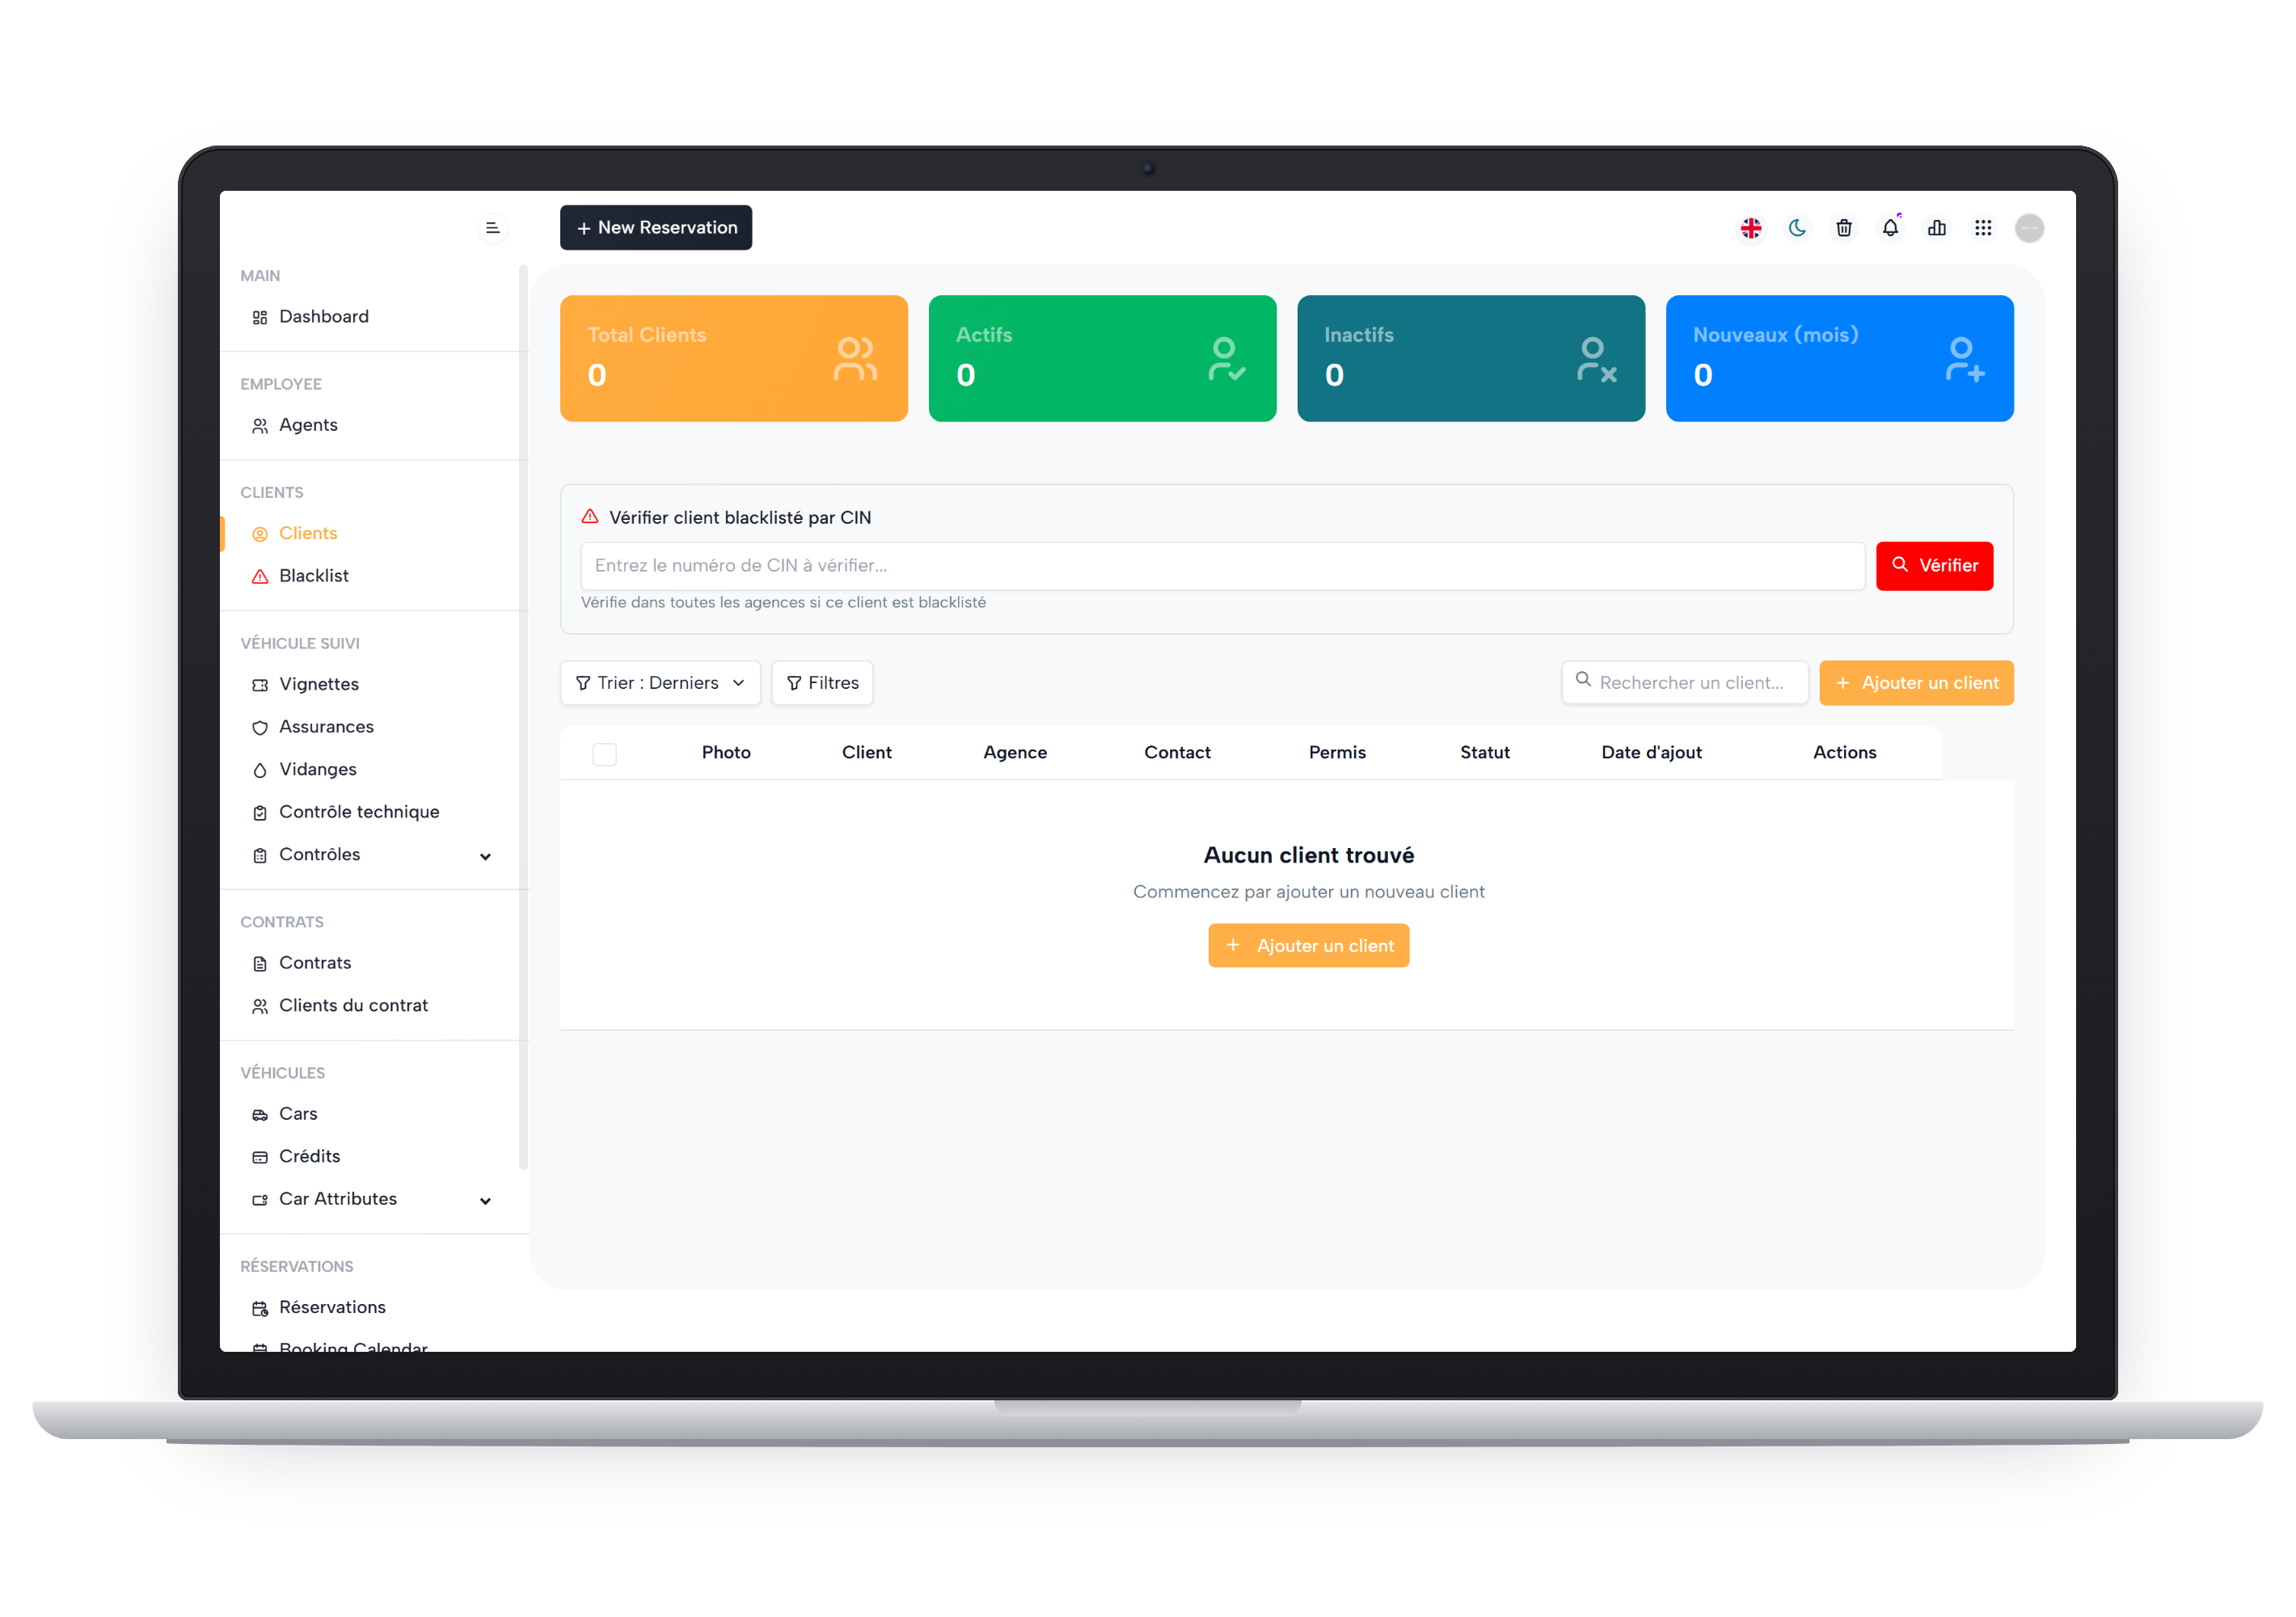 New Reservation
MAIN
Dashboard
EMPLOYEE
Agents
CLIENTS
Clients
Blacklist
VÉHICULE SUIVI
Vignettes
Assurances
Vidanges
Contrôle technique
Contrôles
CONTRATS
Contrats
Clients du contrat
VÉHICULES
Cars
Crédits
Car Attributes
RÉSERVATIONS
Réservations
Booking Calendar
Total Clients
0
Actifs
0
Inactifs
0
Nouveaux (mois)
0
Vérifier client blacklisté par CIN
Entrez le numéro de CIN à vérifier...
Vérifier
Vérifie dans toutes les agences si ce client est blacklisté
Trier : Derniers
Filtres
Rechercher un client...
Ajouter un client
Photo Client Agence Contact Permis Statut Date d'ajout Actions
Aucun client trouvé
Commencez par ajouter un nouveau client
Ajouter un client